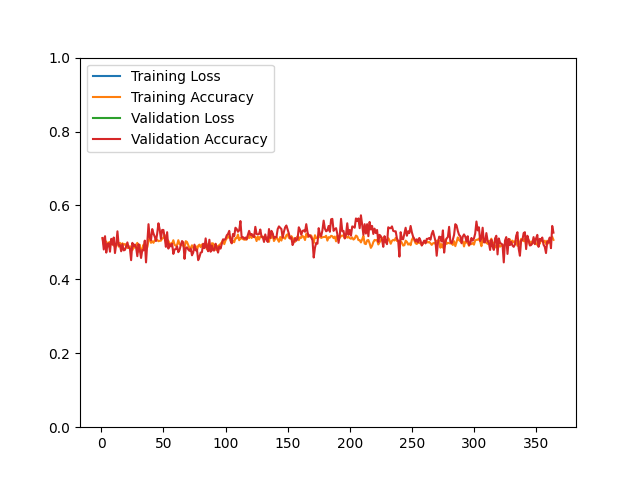 1.0
0.8
0.6
0.4
0.2
0.0
Training Loss
Training Accuracy
Validation Loss
Validation Accuracy
0 50 100 150 200 250 300 350